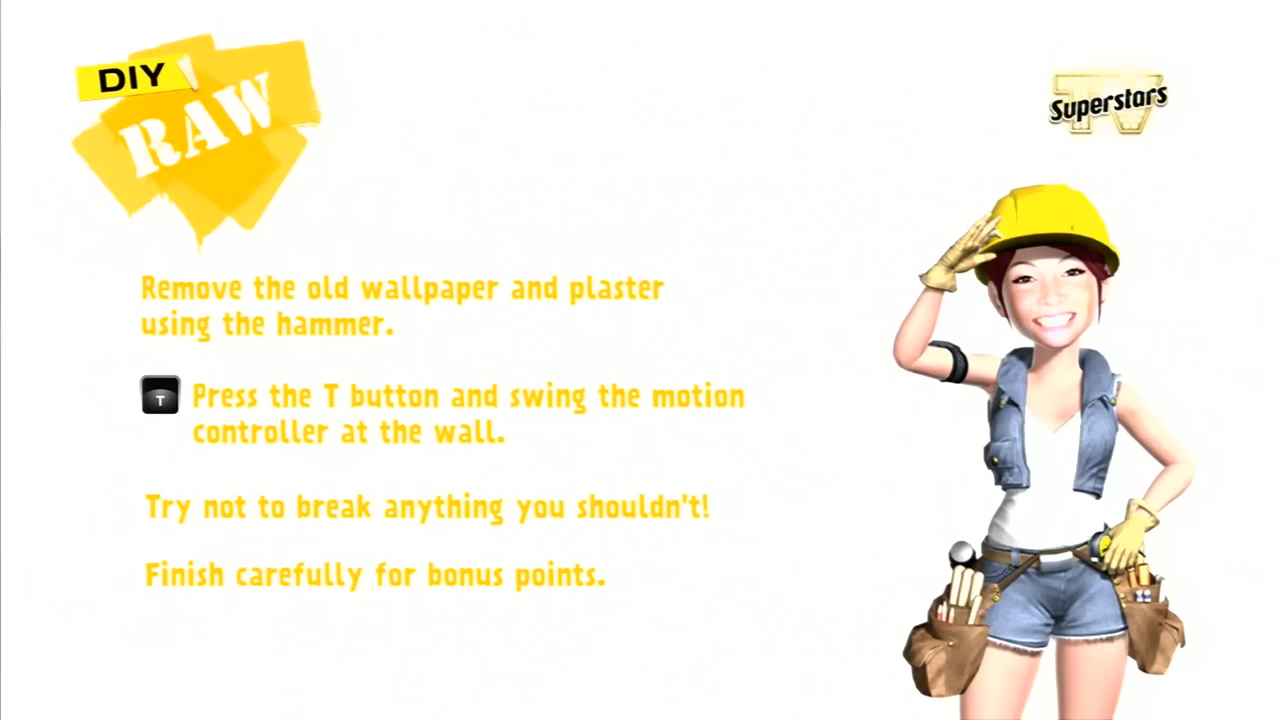 DIY
RAW
TV
Superstars
Remove the old wallpaper and plaster
using the hammer.
T
Press the T button and swing the motion
controller at the wall.
Try not to break anything you shouldn't!
Finish carefully for bonus points.